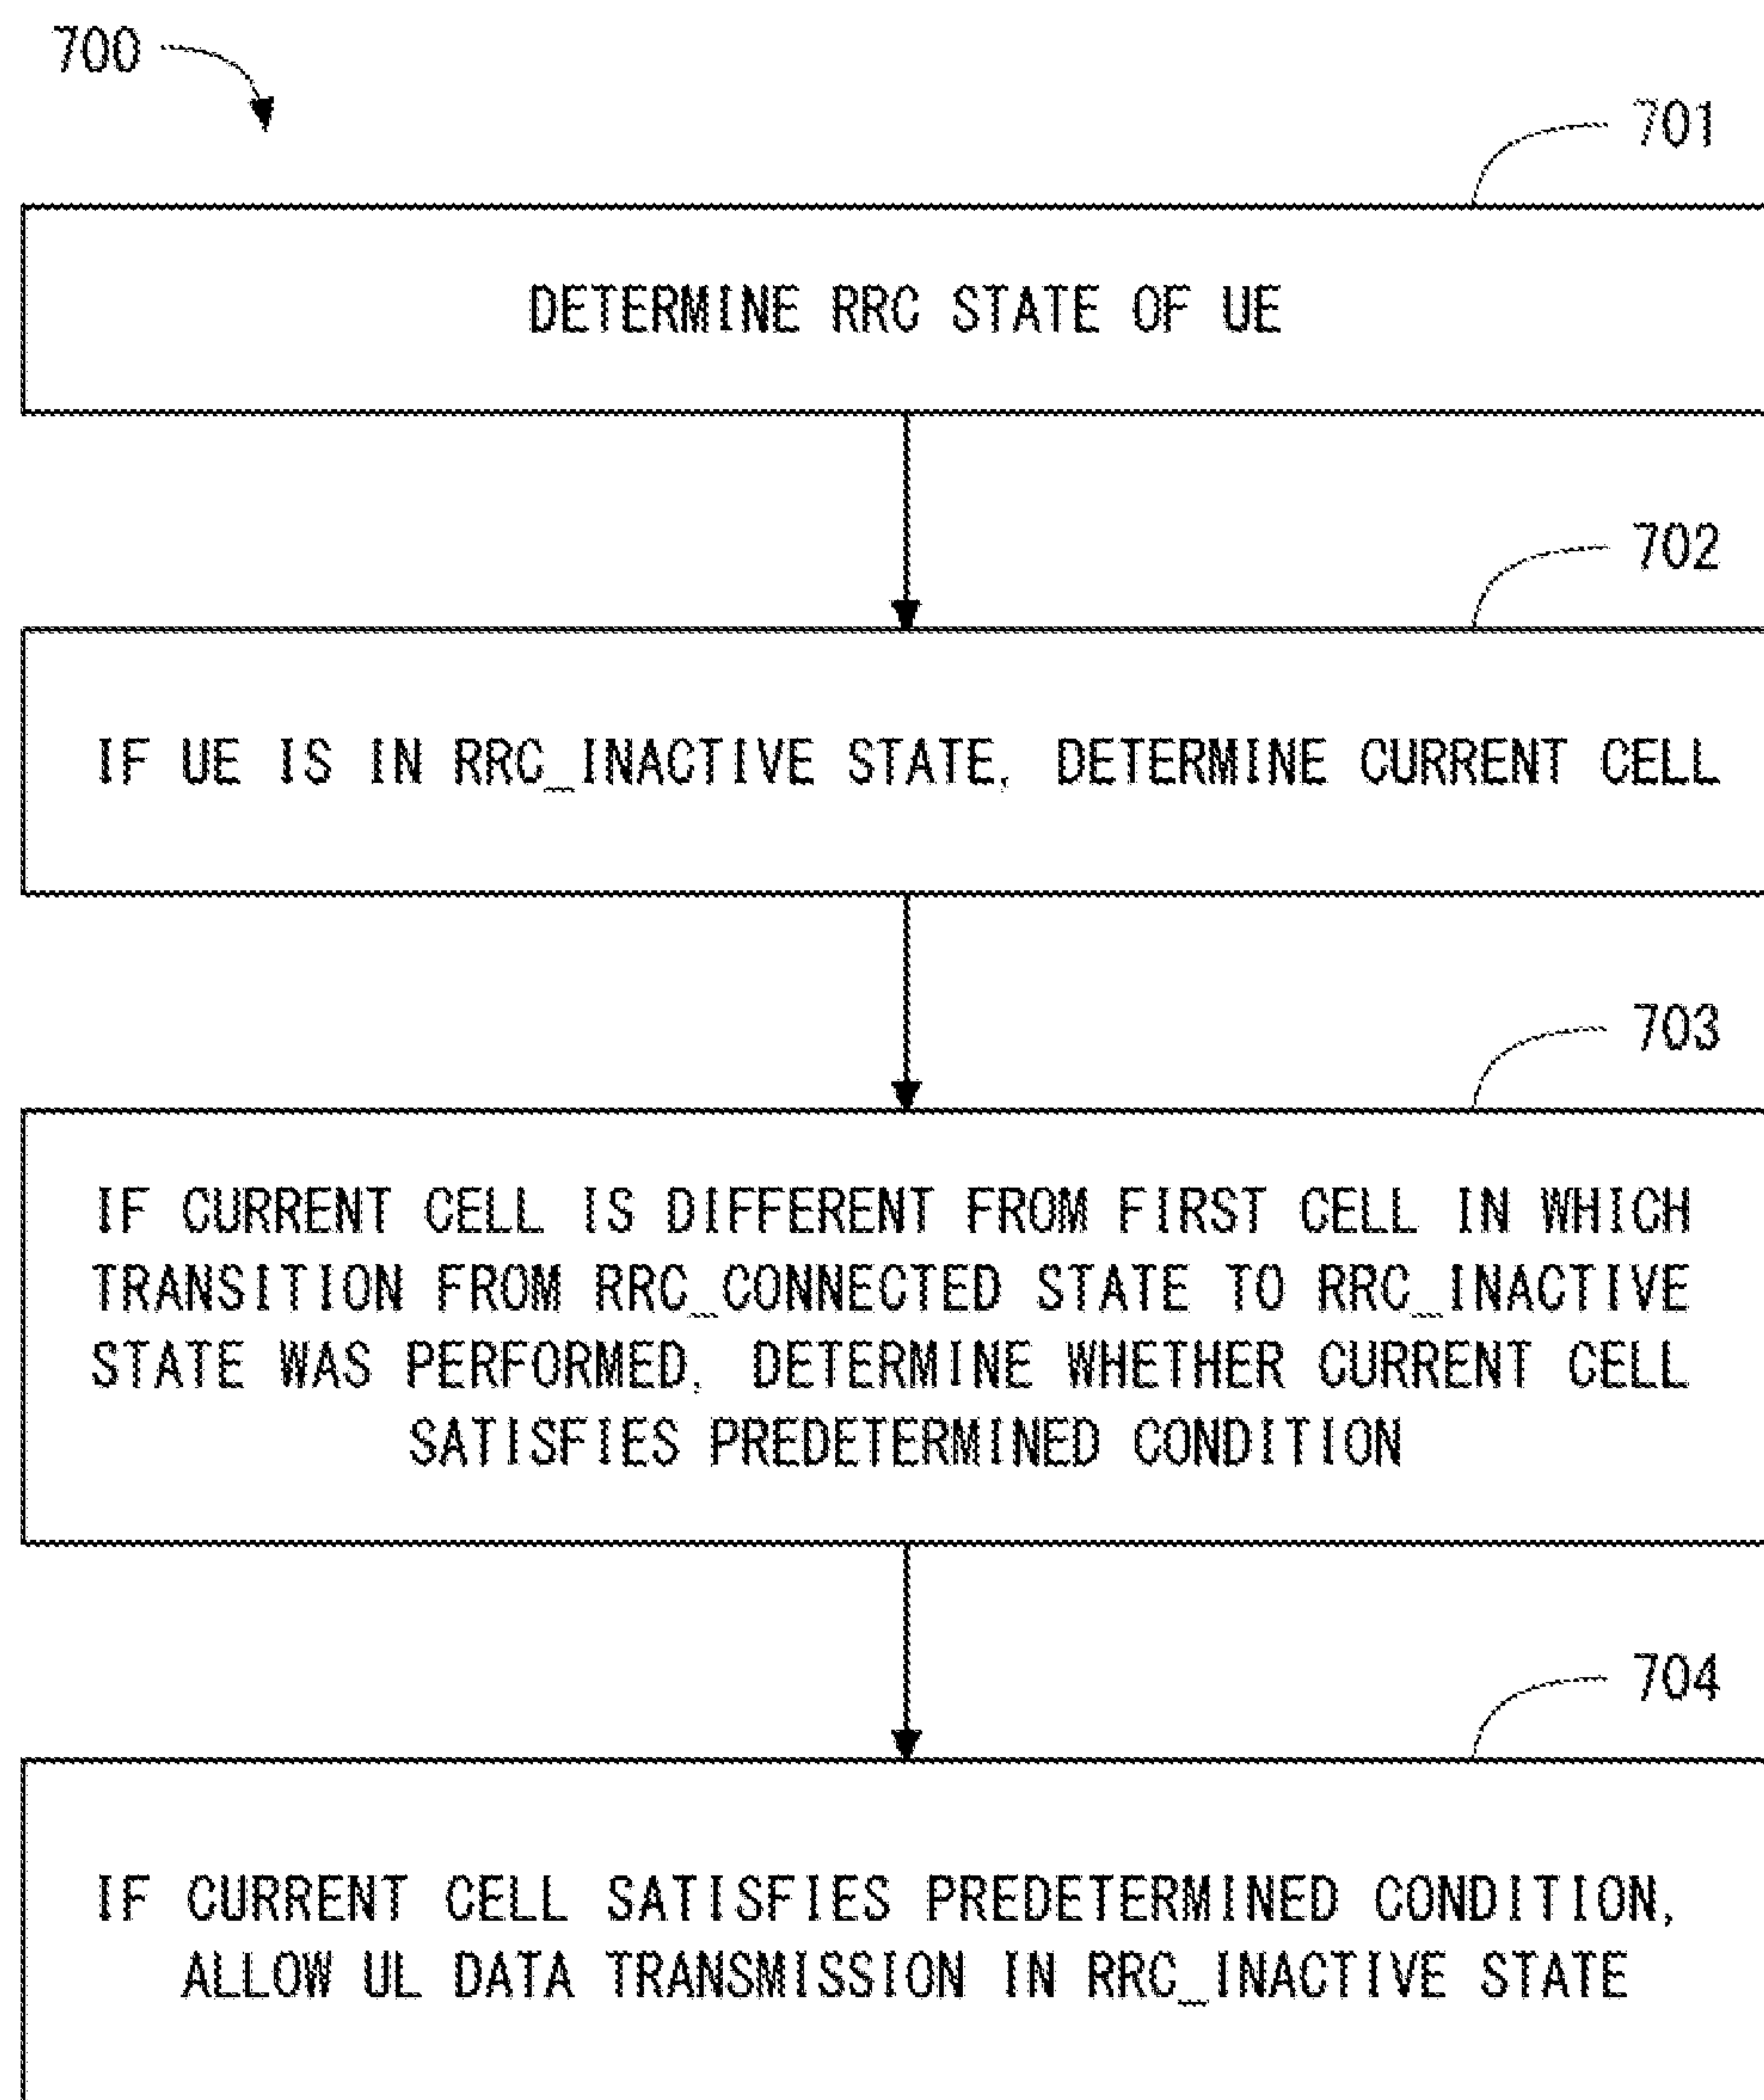 700
701
DETERMINE RRC STATE OF UE
702
IF UE IS IN RRC_INACTIVE STATE, DETERMINE CURRENT CELL
703
IF CURRENT CELL IS DIFFERENT FROM FIRST CELL IN WHICH
TRANSITION FROM RRC_CONNECTED STATE TO RRC_INACTIVE
STATE WAS PERFORMED, DETERMINE WHETHER CURRENT CELL
SATISFIES PREDETERMINED CONDITION
704
IF CURRENT CELL SATISFIES PREDETERMINED CONDITION,
ALLOW UL DATA TRANSMISSION IN RRC_INACTIVE STATE